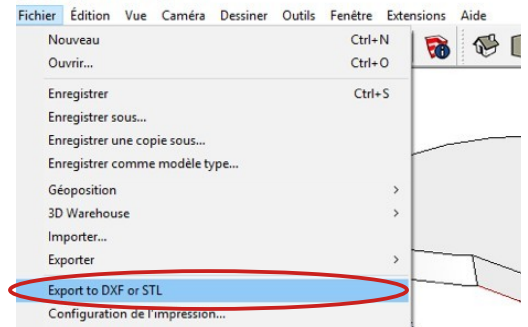 Fichier Édition Vue Caméra Dessiner Outils Fenêtre Extensions Aide
Nouveau Ctrl+N
Ouvrir... Ctrl+O
Enregistrer Ctrl+S
Enregistrer sous...
Enregistrer une copie sous...
Enregistrer comme modèle type...
Géoposition >
3D Warehouse >
Importer...
Exporter >
Export to DXF or STL
Configuration de l'impression...